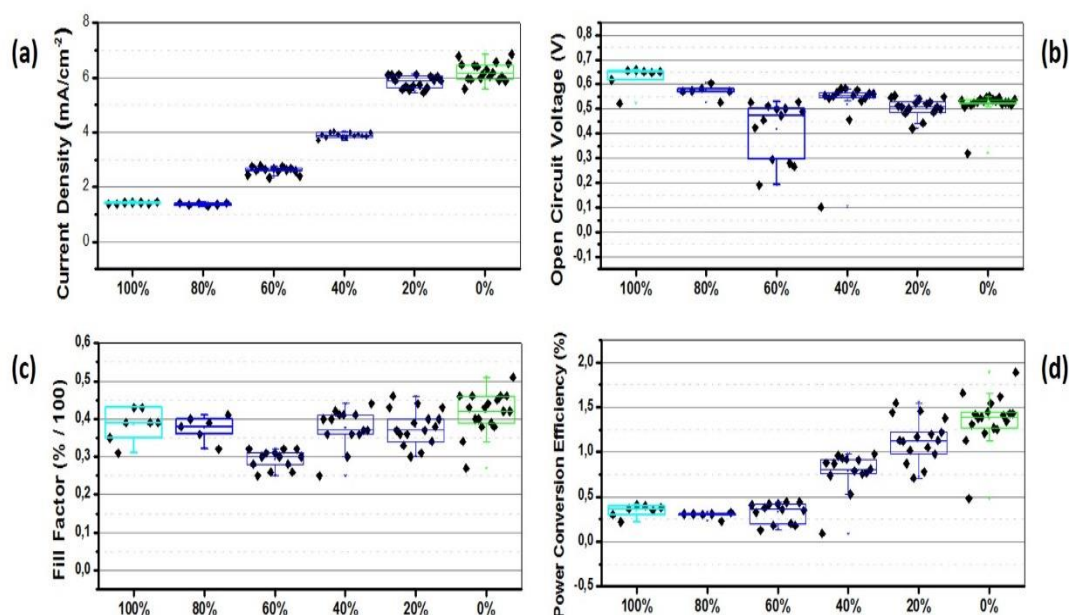 (a)
Current Density (mA/cm⁻²)
8
6
4
2
0
100% 80% 60% 40% 20% 0%
(b)
Open Circuit Voltage (V)
0,8
0,7
0,6
0,5
0,4
0,3
0,2
0,1
0,0
-0,1
100% 80% 60% 40% 20% 0%
(c)
Fill Factor (% / 100)
0,6
0,5
0,4
0,3
0,2
0,1
0,0
100% 80% 60% 40% 20% 0%
(d)
Power Conversion Efficiency (%)
2,0
1,5
1,0
0,5
0,0
-0,5
100% 80% 60% 40% 20% 0%